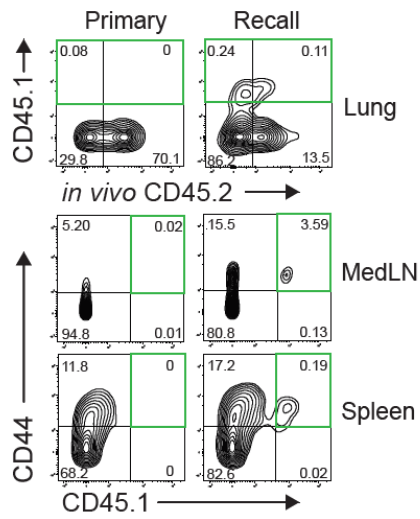 Primary Recall
CD45.1
0.08 0 0.24 0.11
Lung
29.8 70.1 86.2 13.5
in vivo CD45.2
5.20 0.02 15.5 3.59
MedLN
94.8 0.01 80.8 0.13
CD44
11.8 0 17.2 0.19
Spleen
68.2 0 82.6 0.02
CD45.1